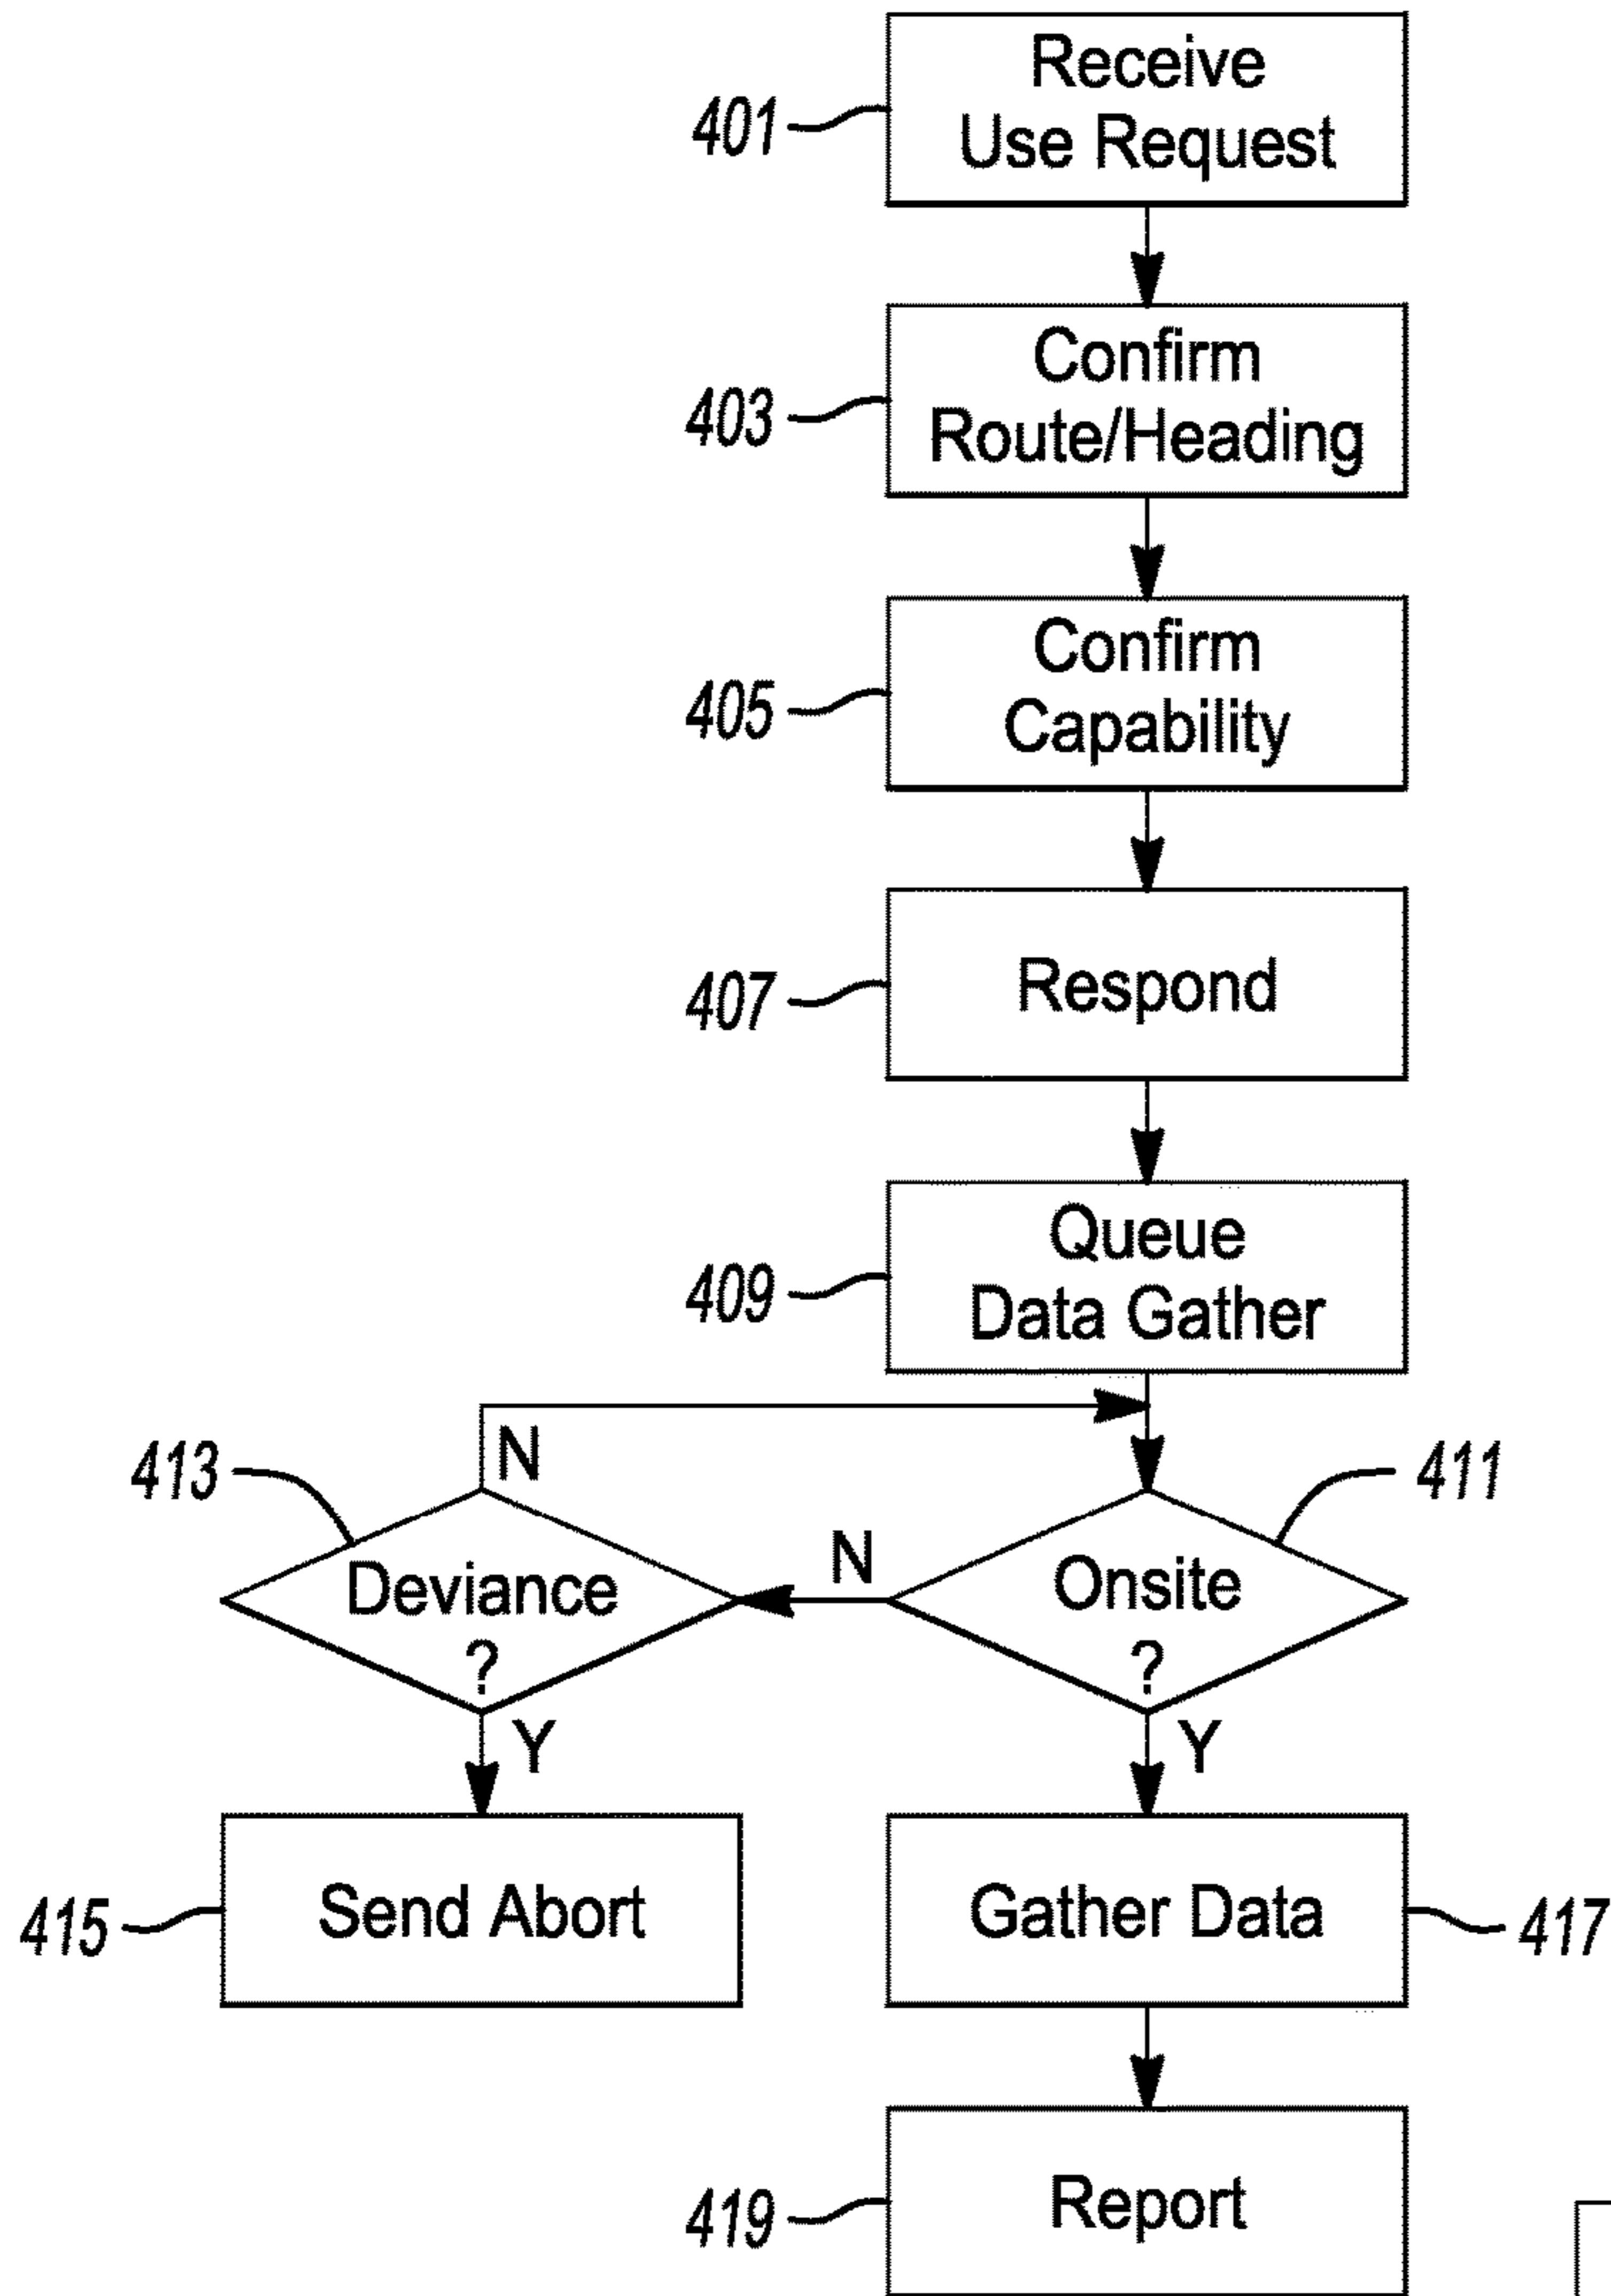 Receive
Use Request
401
Confirm
Route/Heading
403
Confirm
Capability
405
Respond
407
Queue
Data Gather
409
N
413
411
Deviance
?
N
Onsite
?
Y
Y
415
Send Abort
Gather Data
417
419
Report